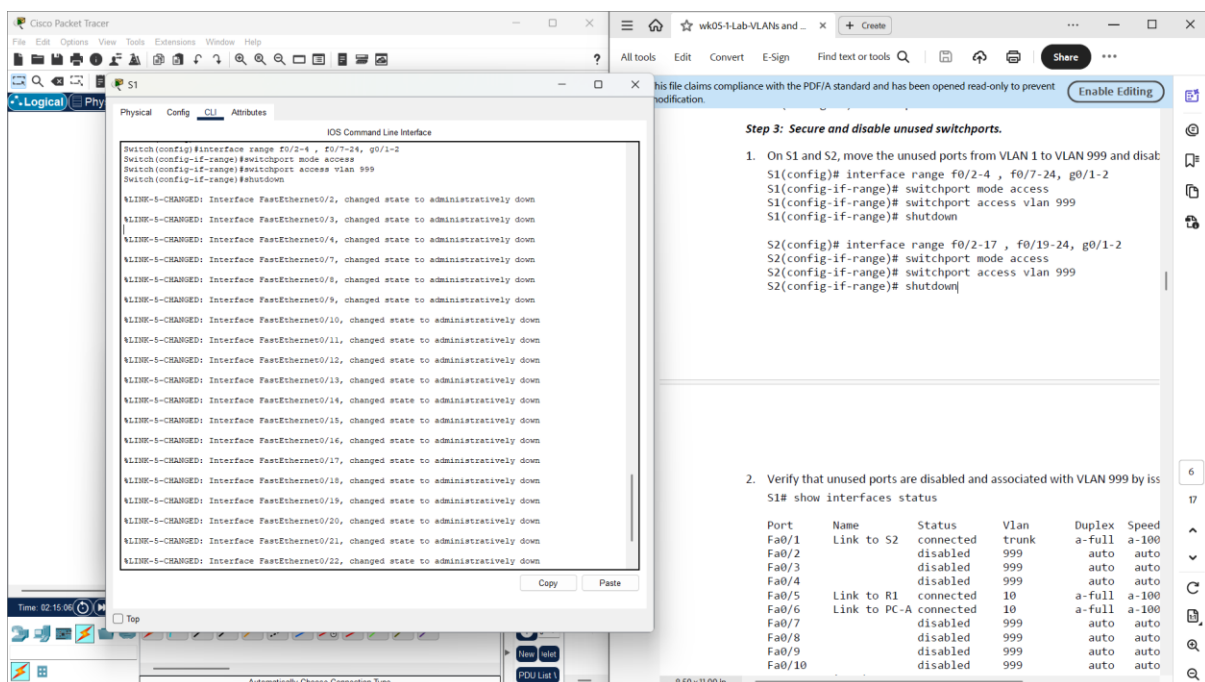 Cisco Packet Tracer
File Edit Options View Tools Extensions Window Help
?
Logical
Phy
S1
Physical Config CLI Attributes
IOS Command Line Interface
Switch(config)#interface range f0/2-4 , f0/7-24, g0/1-2
Switch(config-if-range)#switchport mode access
Switch(config-if-range)#switchport access vlan 999
Switch(config-if-range)#shutdown
%LINK-5-CHANGED: Interface FastEthernet0/2, changed state to administratively down
%LINK-5-CHANGED: Interface FastEthernet0/3, changed state to administratively down
%LINK-5-CHANGED: Interface FastEthernet0/4, changed state to administratively down
%LINK-5-CHANGED: Interface FastEthernet0/7, changed state to administratively down
%LINK-5-CHANGED: Interface FastEthernet0/8, changed state to administratively down
%LINK-5-CHANGED: Interface FastEthernet0/9, changed state to administratively down
%LINK-5-CHANGED: Interface FastEthernet0/10, changed state to administratively down
%LINK-5-CHANGED: Interface FastEthernet0/11, changed state to administratively down
%LINK-5-CHANGED: Interface FastEthernet0/12, changed state to administratively down
%LINK-5-CHANGED: Interface FastEthernet0/13, changed state to administratively down
%LINK-5-CHANGED: Interface FastEthernet0/14, changed state to administratively down
%LINK-5-CHANGED: Interface FastEthernet0/15, changed state to administratively down
%LINK-5-CHANGED: Interface FastEthernet0/16, changed state to administratively down
%LINK-5-CHANGED: Interface FastEthernet0/17, changed state to administratively down
%LINK-5-CHANGED: Interface FastEthernet0/18, changed state to administratively down
%LINK-5-CHANGED: Interface FastEthernet0/19, changed state to administratively down
%LINK-5-CHANGED: Interface FastEthernet0/20, changed state to administratively down
%LINK-5-CHANGED: Interface FastEthernet0/21, changed state to administratively down
%LINK-5-CHANGED: Interface FastEthernet0/22, changed state to administratively down
Copy Paste
Top
Time: 02:15:06
New
elet
PDU List
Automatically Choose Connection Type
wk05-1-Lab-VLANs and ...
+ Create
All tools Edit Convert E-Sign Find text or tools Share
his file claims compliance with the PDF/A standard and has been opened read-only to prevent
modification.
Enable Editing
Step 3: Secure and disable unused switchports.
1. On S1 and S2, move the unused ports from VLAN 1 to VLAN 999 and disab
S1(config)# interface range f0/2-4 , f0/7-24, g0/1-2
S1(config-if-range)# switchport mode access
S1(config-if-range)# switchport access vlan 999
S1(config-if-range)# shutdown
S2(config)# interface range f0/2-17 , f0/19-24, g0/1-2
S2(config-if-range)# switchport mode access
S2(config-if-range)# switchport access vlan 999
S2(config-if-range)# shutdown
2. Verify that unused ports are disabled and associated with VLAN 999 by iss
S1# show interfaces status
Port Name Status Vlan Duplex Speed
Fa0/1 Link to S2 connected trunk a-full a-100
Fa0/2 disabled 999 auto auto
Fa0/3 disabled 999 auto auto
Fa0/4 disabled 999 auto auto
Fa0/5 Link to R1 connected 10 a-full a-100
Fa0/6 Link to PC-A connected 10 a-full a-100
Fa0/7 disabled 999 auto auto
Fa0/8 disabled 999 auto auto
Fa0/9 disabled 999 auto auto
Fa0/10 disabled 999 auto auto
6
17